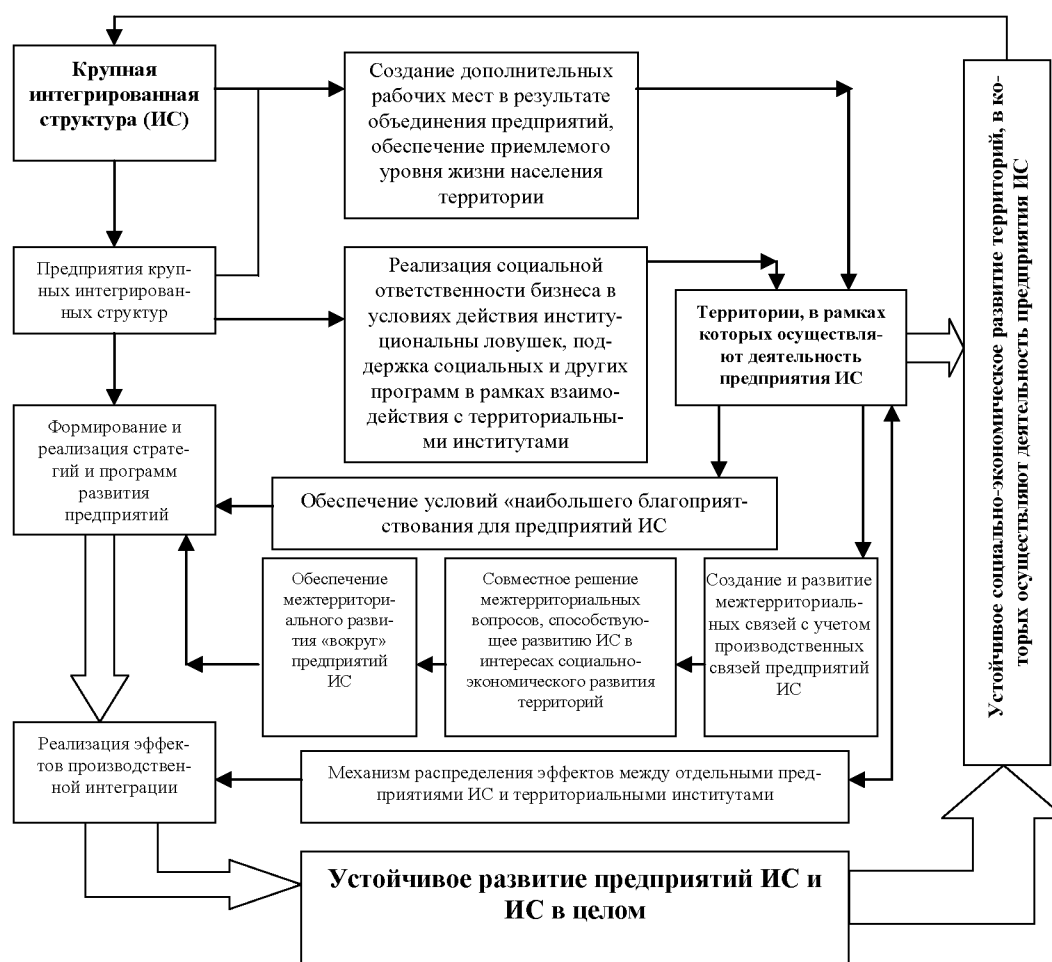 Крупная
интегрированная
структура (ИС)
Создание дополнительных
рабочих мест в результате
объединения предприятий,
обеспечение приемлемого
уровня жизни населения
территории
Предприятия круп-
ных интегрирован-
ных структур
Реализация социальной
ответственности бизнеса в
условиях действия институ-
циональны ловушек, под-
держка социальных и других
программ в рамках взаимо-
действия с территориальны-
ми институтами
Территории, в рамках
которых осуществля-
ют деятельность
предприятия ИС
Устойчивое социально-экономическое развитие территорий, в ко-
торых осуществляют деятельность предприятия ИС
Формирование и
реализация страте-
гий и программ
развития
предприятий
Обеспечение условий «наибольшего благоприят-
ствования для предприятий ИС
Обеспечение
межтерритори-
ального разви-
тия «вокруг»
предприятий
ИС
Совместное решение
межтерриториальных
вопросов, способствую-
щее развитию ИС в
интересах социально-
экономического развития
территорий
Создание и развитие
межтерриториаль-
ных связей с учетом
производственных
связей предприятий
ИС
Реализация эффек-
тов производствен-
ной интеграции
Механизм распределения эффектов между отдельными пред-
приятиями ИС и территориальными институтами
Устойчивое развитие предприятий ИС и
ИС в целом